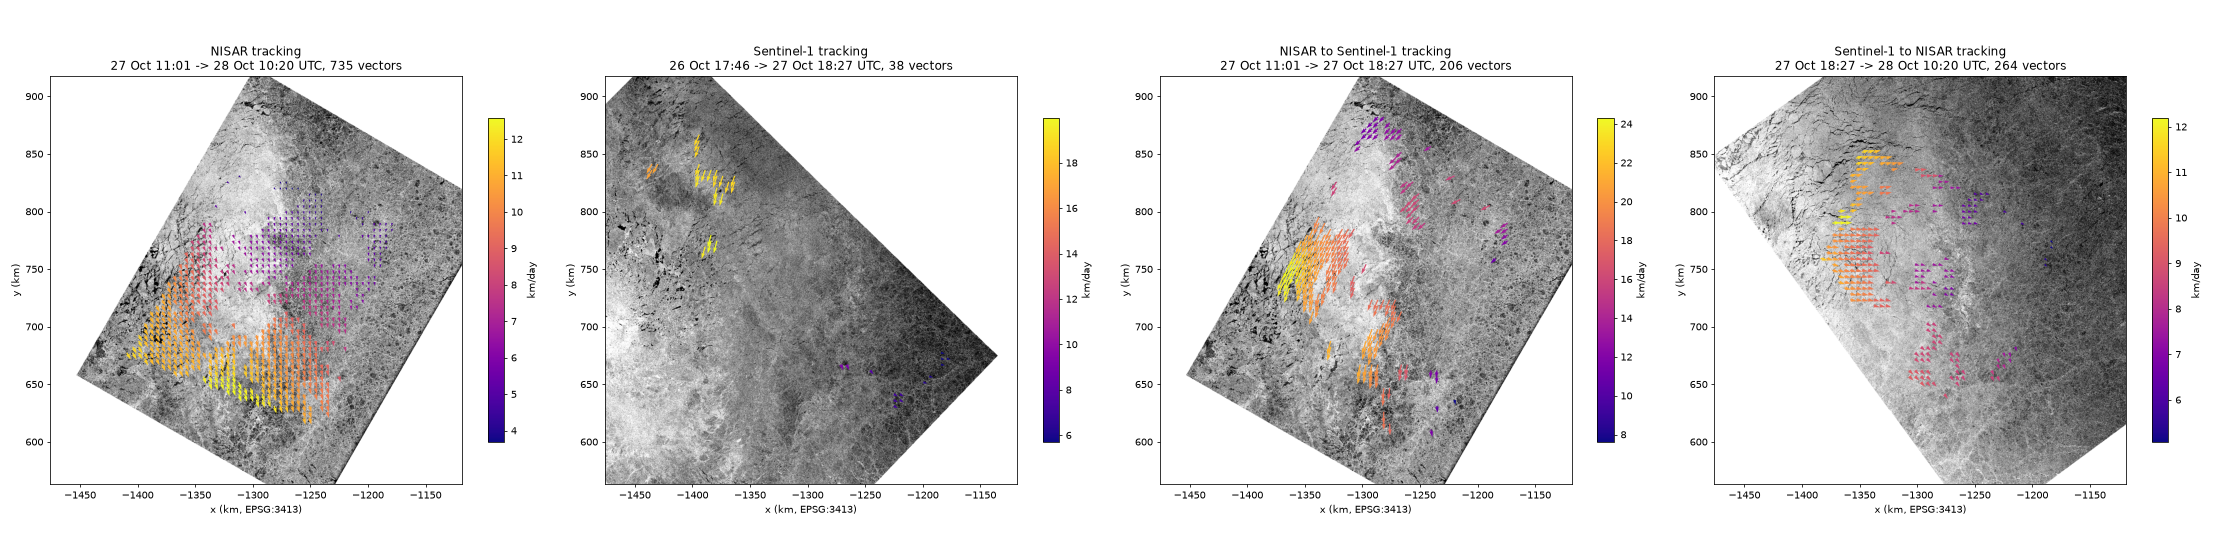 NISAR tracking
27 Oct 11:01 -> 28 Oct 10:20 UTC, 735 vectors
900
850
800
750
700
650
600
y (km)
−1450 −1400 −1350 −1300 −1250 −1200 −1150
x (km, EPSG:3413)
12
11
10
9
8
7
6
5
4
km/day
Sentinel-1 tracking
26 Oct 17:46 -> 27 Oct 18:27 UTC, 38 vectors
900
850
800
750
700
650
600
y (km)
−1450 −1400 −1350 −1300 −1250 −1200 −1150
x (km, EPSG:3413)
18
16
14
12
10
8
6
km/day
NISAR to Sentinel-1 tracking
27 Oct 11:01 -> 27 Oct 18:27 UTC, 206 vectors
900
850
800
750
700
650
600
y (km)
−1450 −1400 −1350 −1300 −1250 −1200 −1150
x (km, EPSG:3413)
24
22
20
18
16
14
12
10
8
km/day
Sentinel-1 to NISAR tracking
27 Oct 18:27 -> 28 Oct 10:20 UTC, 264 vectors
900
850
800
750
700
650
600
y (km)
−1450 −1400 −1350 −1300 −1250 −1200 −1150
x (km, EPSG:3413)
12
11
10
9
8
7
6
km/day